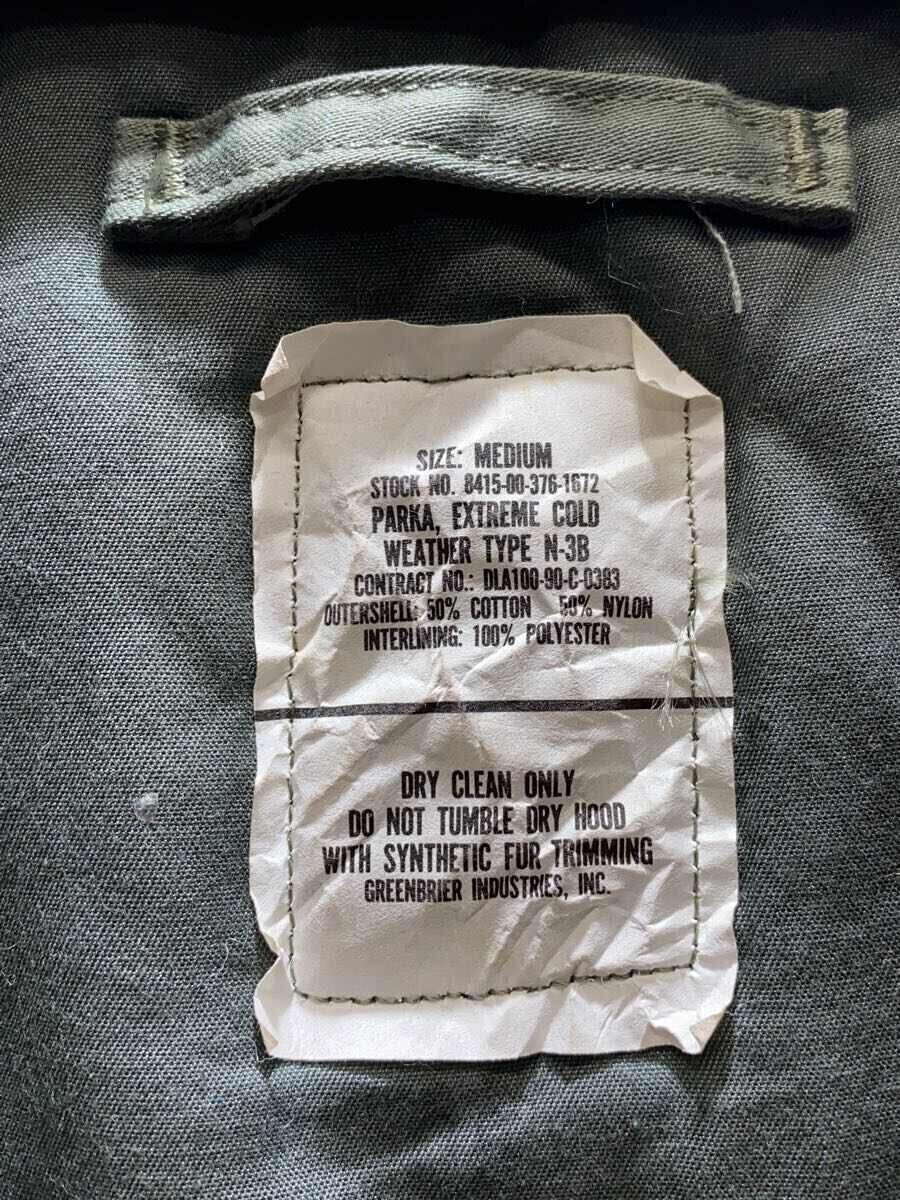 SIZE: MEDIUM
STOCK NO. 8415-00-376-1672
PARKA, EXTREME COLD
WEATHER TYPE N-3B
CONTRACT NO.: DLA100-90-C-0383
OUTERSHELL: 50% COTTON 50% NYLON
INTERLINING: 100% POLYESTER
DRY CLEAN ONLY
DO NOT TUMBLE DRY HOOD
WITH SYNTHETIC FUR TRIMMING
GREENBRIER INDUSTRIES, INC.